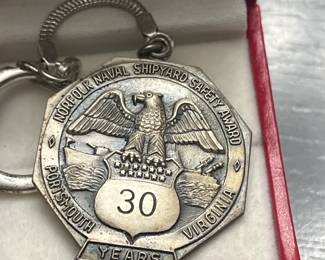 NORFOLK NAVAL SHIPYARD SAFETY AWARD
30
PORTSMOUTH VIRGINIA
YEARS